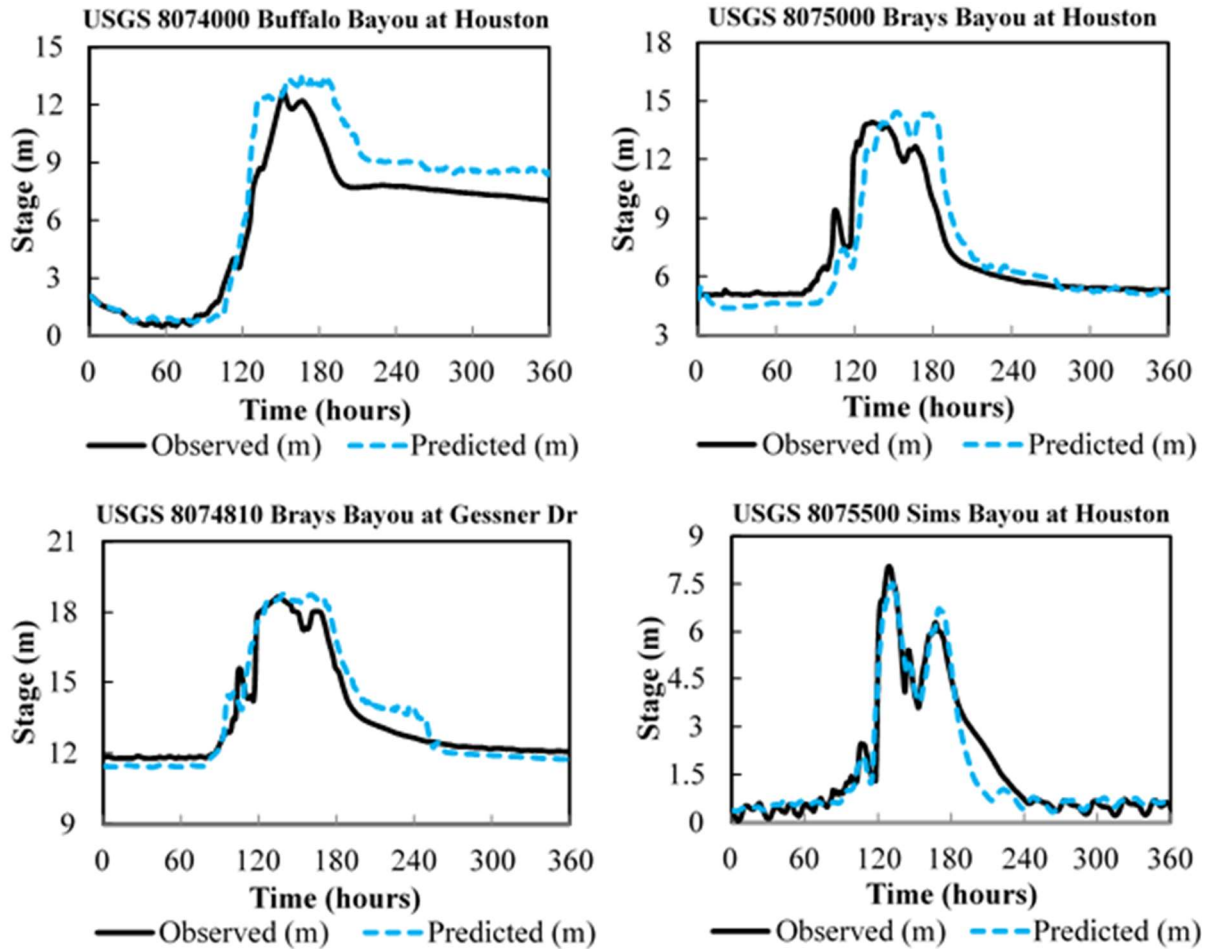 USGS 8074000 Buffalo Bayou at Houston
15
12
9
6
3
0
Stage (m)
0 60 120 180 240 300 360
Time (hours)
Observed (m) Predicted (m)
USGS 8075000 Brays Bayou at Houston
18
15
12
9
6
3
Stage (m)
0 60 120 180 240 300 360
Time (hours)
Observed (m) Predicted (m)
USGS 8074810 Brays Bayou at Gessner Dr
21
18
15
12
9
Stage (m)
0 60 120 180 240 300 360
Time (hours)
Observed (m) Predicted (m)
USGS 8075500 Sims Bayou at Houston
9
7.5
6
4.5
3
1.5
0
Stage (m)
0 60 120 180 240 300 360
Time (hours)
Observed (m) Predicted (m)